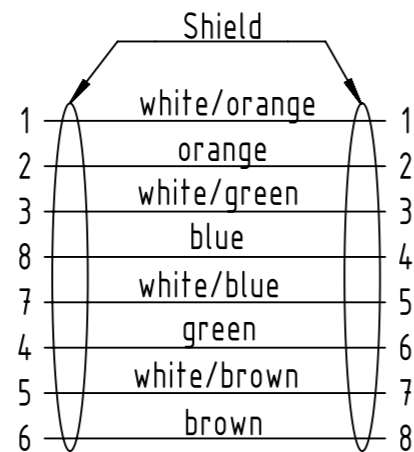 Shield
1 white/orange 1
2 orange 2
3 white/green 3
8 blue 4
7 white/blue 5
4 green 6
5 white/brown 7
6 brown 8